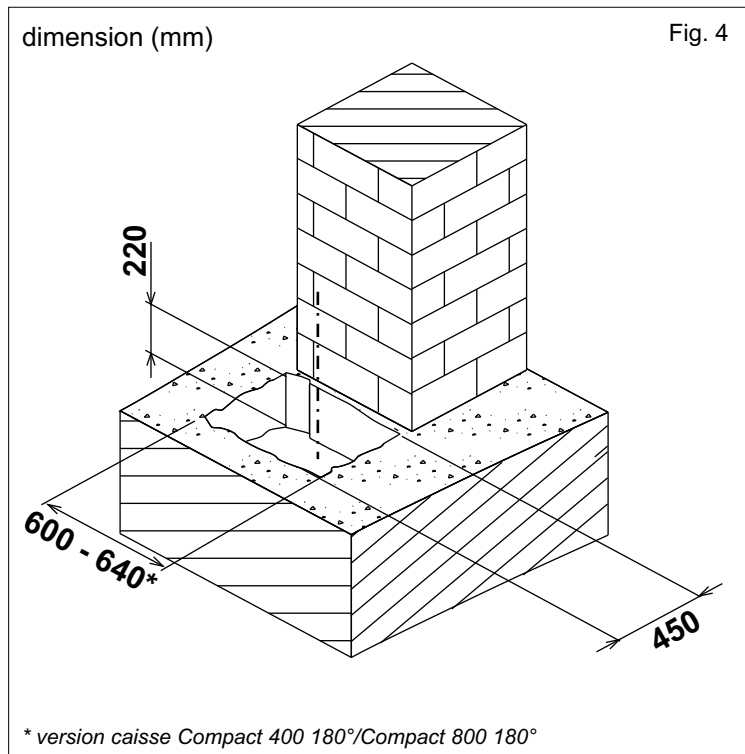 dimension (mm)
Fig. 4
220
600 - 640*
450
* version caisse Compact 400 180°/Compact 800 180°